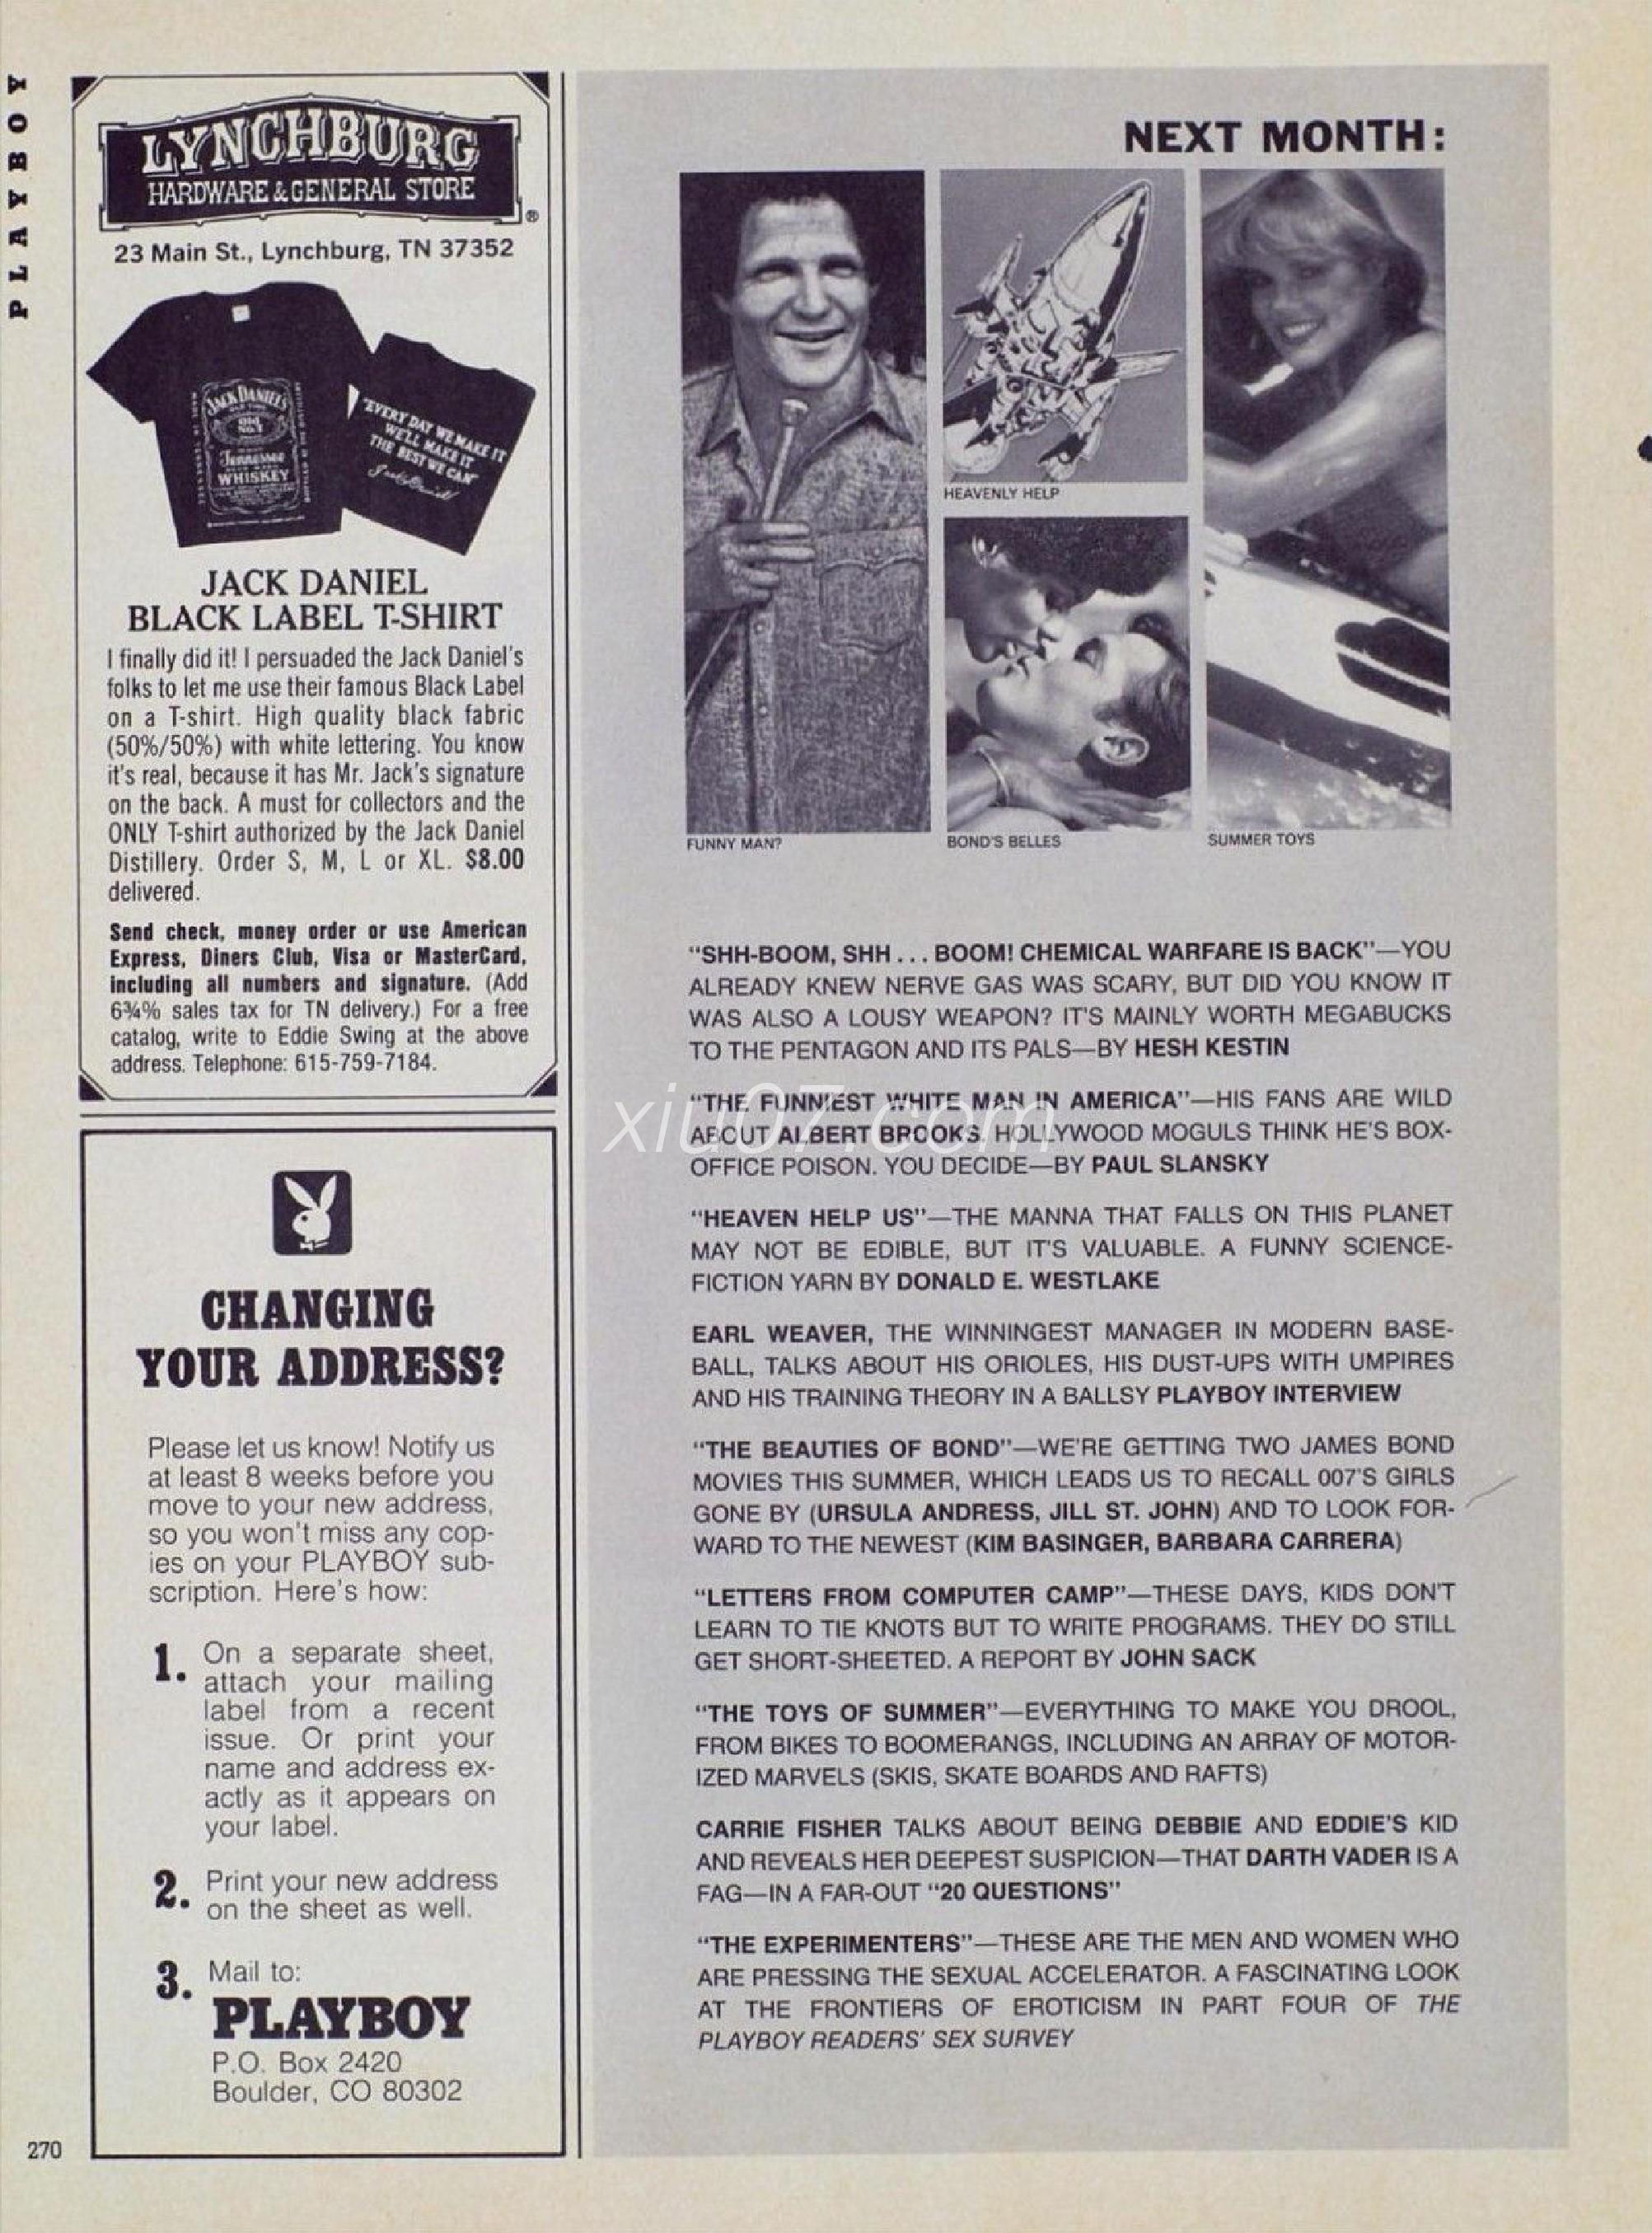 PLAYBOY
LYNCHBURG
HARDWARE & GENERAL STORE
®
23 Main St., Lynchburg, TN 37352
JACK DANIEL'S
OLD TIME
Old
No. 7
Tennessee
WHISKEY
"EVERY DAY WE MAKE IT
WE'LL MAKE IT
THE BEST WE CAN"
Jack Daniel
JACK DANIEL
BLACK LABEL T-SHIRT
I finally did it! I persuaded the Jack Daniel's
folks to let me use their famous Black Label
on a T-shirt. High quality black fabric
(50%/50%) with white lettering. You know
it's real, because it has Mr. Jack's signature
on the back. A must for collectors and the
ONLY T-shirt authorized by the Jack Daniel
Distillery. Order S, M, L or XL. $8.00
delivered.
Send check, money order or use American
Express, Diners Club, Visa or MasterCard,
including all numbers and signature. (Add
6¾% sales tax for TN delivery.) For a free
catalog, write to Eddie Swing at the above
address. Telephone: 615-759-7184.
CHANGING
YOUR ADDRESS?
Please let us know! Notify us
at least 8 weeks before you
move to your new address,
so you won't miss any cop-
ies on your PLAYBOY sub-
scription. Here's how:
1. On a separate sheet,
attach your mailing
label from a recent
issue. Or print your
name and address ex-
actly as it appears on
your label.
2. Print your new address
on the sheet as well.
3. Mail to:
PLAYBOY
P.O. Box 2420
Boulder, CO 80302
270
NEXT MONTH:
HEAVENLY HELP
FUNNY MAN?
BOND'S BELLES
SUMMER TOYS
"SHH-BOOM, SHH . . . BOOM! CHEMICAL WARFARE IS BACK"—YOU
ALREADY KNEW NERVE GAS WAS SCARY, BUT DID YOU KNOW IT
WAS ALSO A LOUSY WEAPON? IT'S MAINLY WORTH MEGABUCKS
TO THE PENTAGON AND ITS PALS—BY HESH KESTIN
"THE FUNNIEST WHITE MAN IN AMERICA"—HIS FANS ARE WILD
ABOUT ALBERT BROOKS. HOLLYWOOD MOGULS THINK HE'S BOX-
OFFICE POISON. YOU DECIDE—BY PAUL SLANSKY
xiu07.com
"HEAVEN HELP US"—THE MANNA THAT FALLS ON THIS PLANET
MAY NOT BE EDIBLE, BUT IT'S VALUABLE. A FUNNY SCIENCE-
FICTION YARN BY DONALD E. WESTLAKE
EARL WEAVER, THE WINNINGEST MANAGER IN MODERN BASE-
BALL, TALKS ABOUT HIS ORIOLES, HIS DUST-UPS WITH UMPIRES
AND HIS TRAINING THEORY IN A BALLSY PLAYBOY INTERVIEW
"THE BEAUTIES OF BOND"—WE'RE GETTING TWO JAMES BOND
MOVIES THIS SUMMER, WHICH LEADS US TO RECALL 007'S GIRLS
GONE BY (URSULA ANDRESS, JILL ST. JOHN) AND TO LOOK FOR-
WARD TO THE NEWEST (KIM BASINGER, BARBARA CARRERA)
"LETTERS FROM COMPUTER CAMP"—THESE DAYS, KIDS DON'T
LEARN TO TIE KNOTS BUT TO WRITE PROGRAMS. THEY DO STILL
GET SHORT-SHEETED. A REPORT BY JOHN SACK
"THE TOYS OF SUMMER"—EVERYTHING TO MAKE YOU DROOL,
FROM BIKES TO BOOMERANGS, INCLUDING AN ARRAY OF MOTOR-
IZED MARVELS (SKIS, SKATE BOARDS AND RAFTS)
CARRIE FISHER TALKS ABOUT BEING DEBBIE AND EDDIE'S KID
AND REVEALS HER DEEPEST SUSPICION—THAT DARTH VADER IS A
FAG—IN A FAR-OUT "20 QUESTIONS"
"THE EXPERIMENTERS"—THESE ARE THE MEN AND WOMEN WHO
ARE PRESSING THE SEXUAL ACCELERATOR. A FASCINATING LOOK
AT THE FRONTIERS OF EROTICISM IN PART FOUR OF THE
PLAYBOY READERS' SEX SURVEY